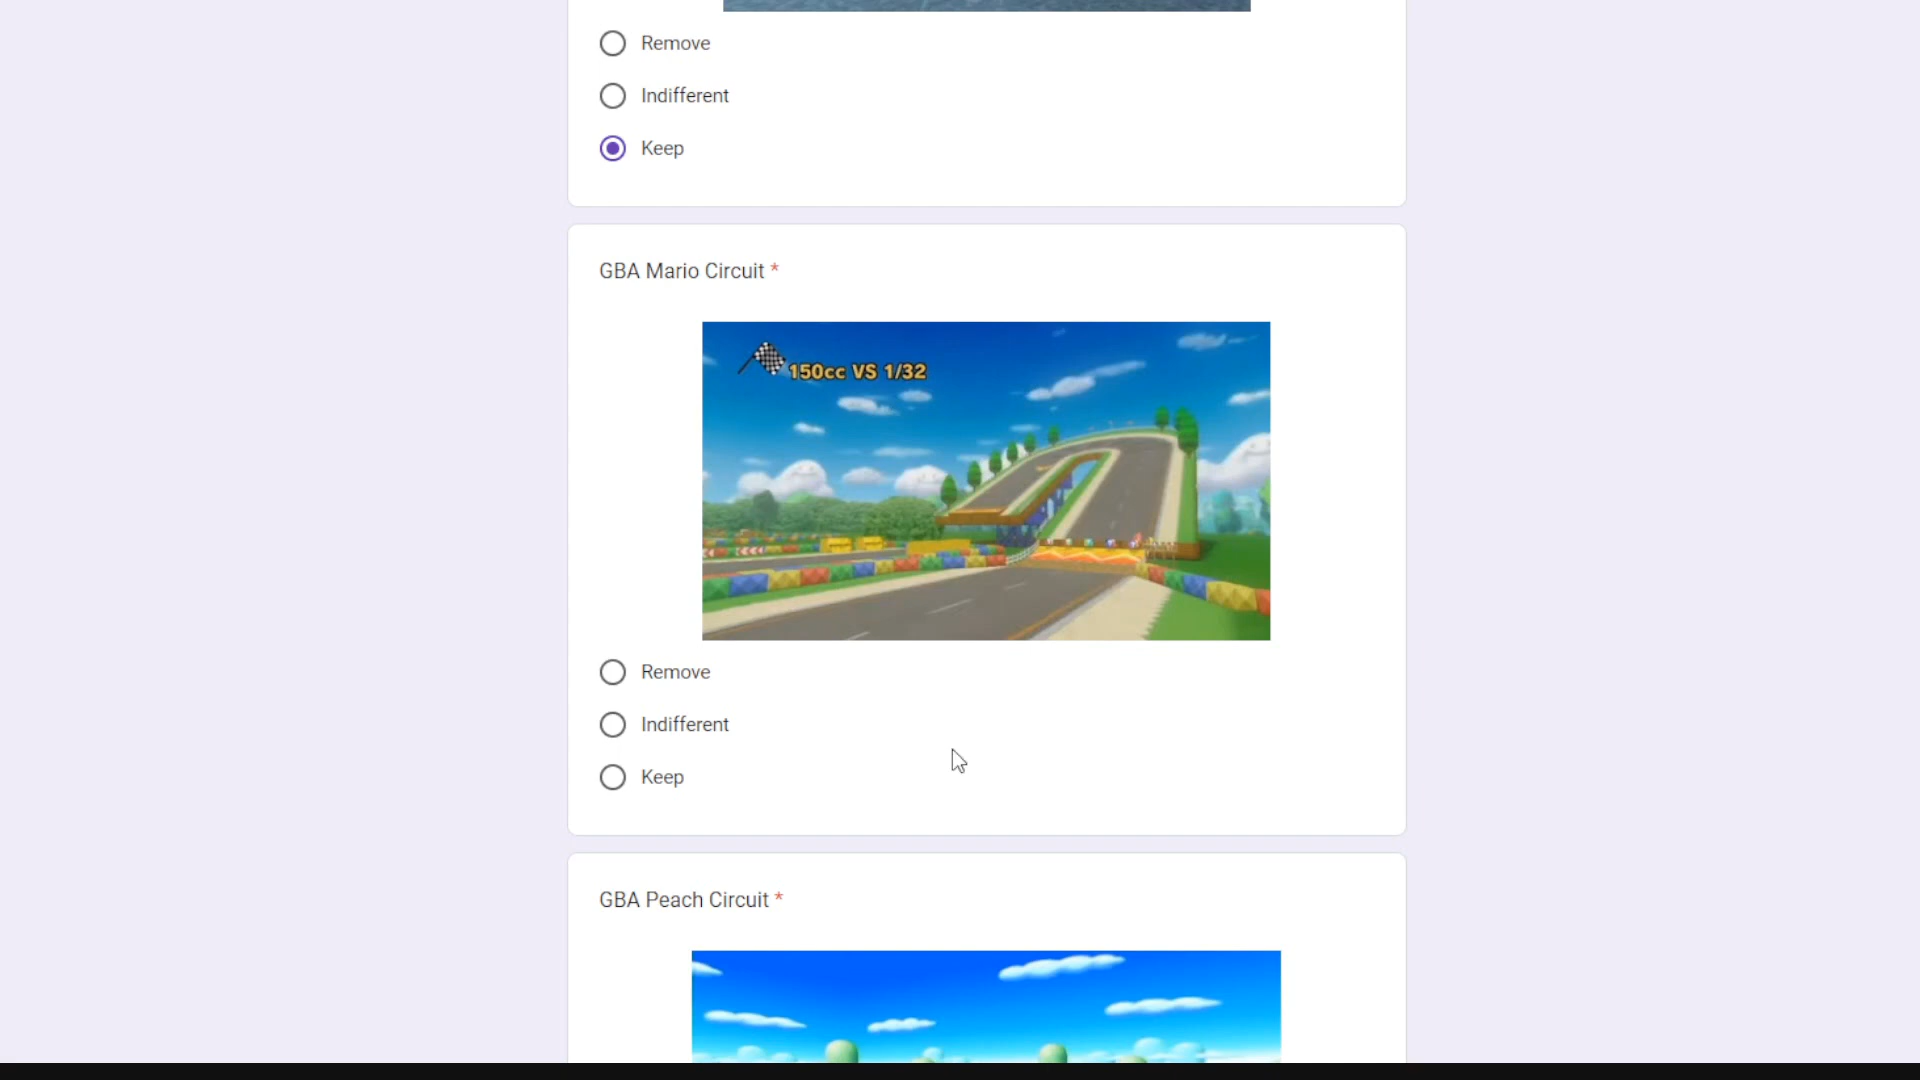 Remove
Indifferent
Keep
GBA Mario Circuit *
150cc VS 1/32
Remove
Indifferent
Keep
GBA Peach Circuit *